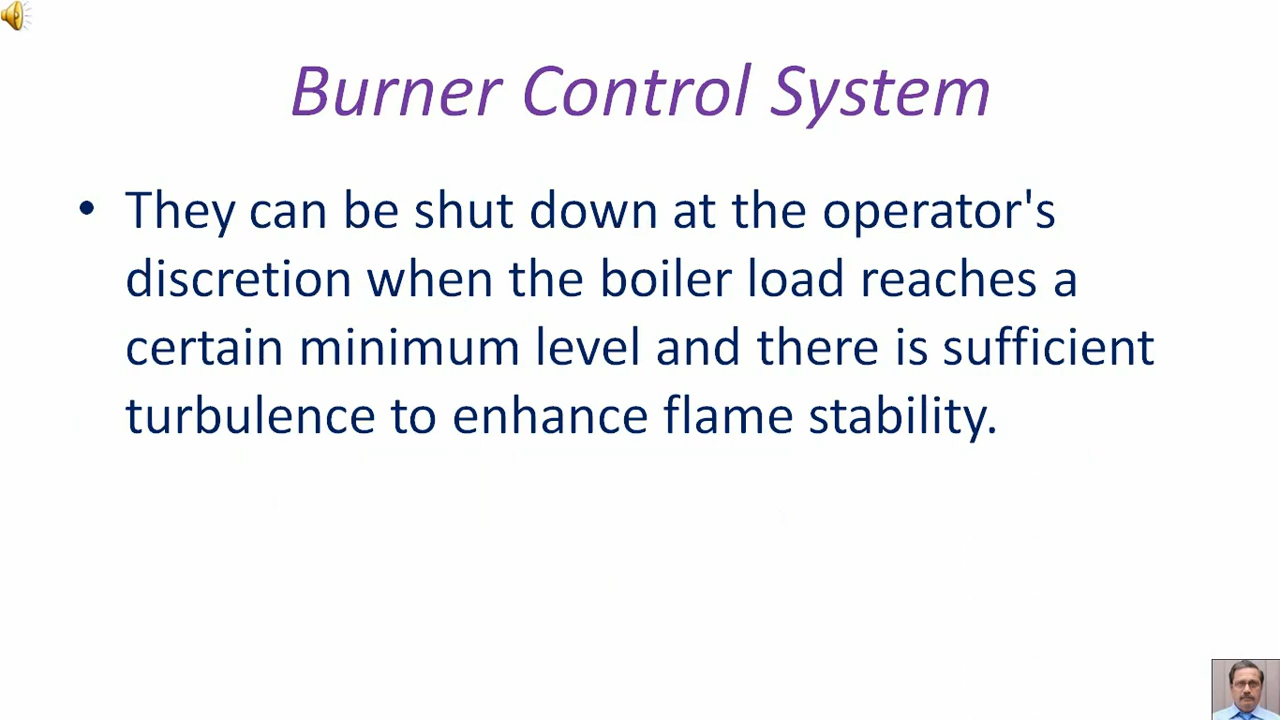 Burner Control System
• They can be shut down at the operator's
discretion when the boiler load reaches a
certain minimum level and there is sufficient
turbulence to enhance flame stability.